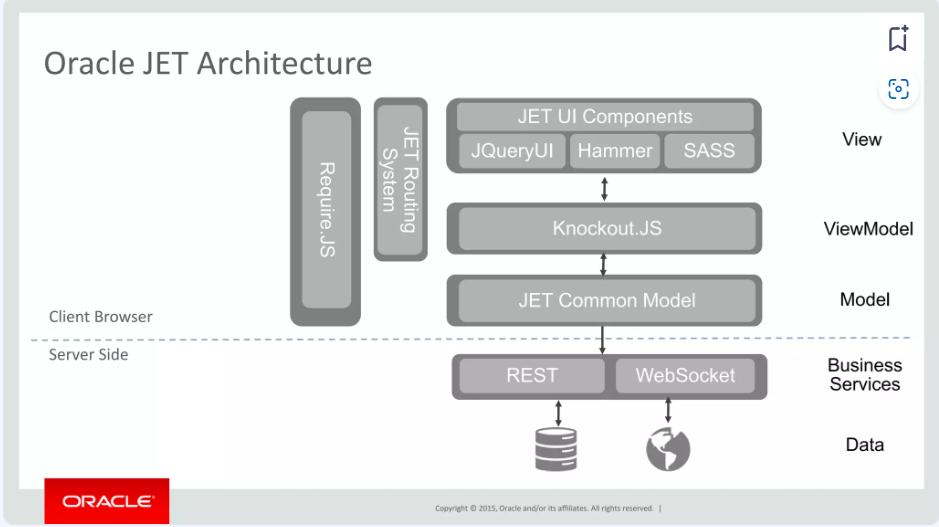 Oracle JET Architecture
Require.JS
JET Routing
System
JET UI Components
JQueryUI
Hammer
SASS
View
Knockout.JS
ViewModel
JET Common Model
Model
Client Browser
Server Side
REST
WebSocket
Business
Services
Data
ORACLE®
Copyright © 2015, Oracle and/or its affiliates. All rights reserved. |